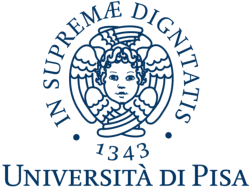 IN SUPREMÆ DIGNITATIS
· 1343 ·
UNIVERSITÀ DI PISA